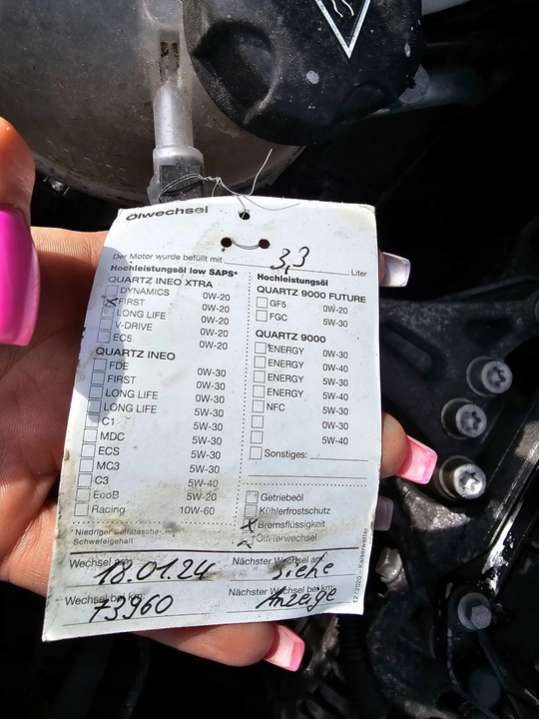 Ölwechsel
Der Motor wurde befüllt mit 3,3 Liter
Hochleistungsöl low SAPS*
QUARTZ INEO XTRA
DYNAMICS 0W-20
X FIRST 0W-20
LONG LIFE 0W-20
V-DRIVE 0W-20
EC5 0W-20
QUARTZ INEO
FDE 0W-30
FIRST 0W-30
LONG LIFE 0W-30
LONG LIFE 5W-30
C1 5W-30
MDC 5W-30
ECS 5W-30
MC3 5W-30
C3 5W-40
EcoB 5W-20
Racing 10W-60
* Niedriger Sulfatasche-
Schwefelgehalt
Hochleistungsöl
QUARTZ 9000 FUTURE
GF5 0W-20
FGC 5W-30
QUARTZ 9000
ENERGY 0W-30
ENERGY 0W-40
ENERGY 5W-30
ENERGY 5W-40
NFC 5W-30
0W-30
5W-40
Sonstiges:
Getriebeöl
Kühlerfrostschutz
X Bremsflüssigkeit
X Ölfilterwechsel
Wechsel am: 18.01.24
Nächster Wechsel am: Siehe
Wechsel bei km: 73960
Nächster Wechsel bei km: Anzeige
12/2020 -